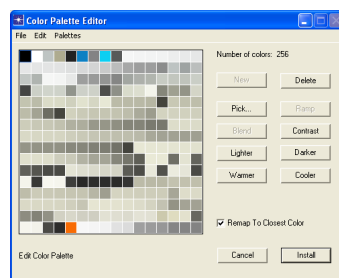 Color Palette Editor
File Edit Palettes
Number of colors: 256
New Delete
Pick... Ramp
Blend Contrast
Lighter Darker
Warmer Cooler
Remap To Closest Color
Edit Color Palette Cancel Install